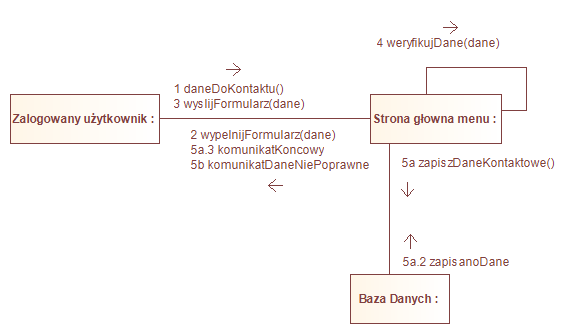 4 weryfikujDane(dane)
1 daneDoKontaktu()
3 wyslijFormularz(dane)
Zalogowany użytkownik :
Strona głowna menu :
2 wypelnijFormularz(dane)
5a.3 komunikatKoncowy
5b komunikatDaneNiePoprawne
5a zapiszDaneKontaktowe()
5a.2 zapisanoDane
Baza Danych :